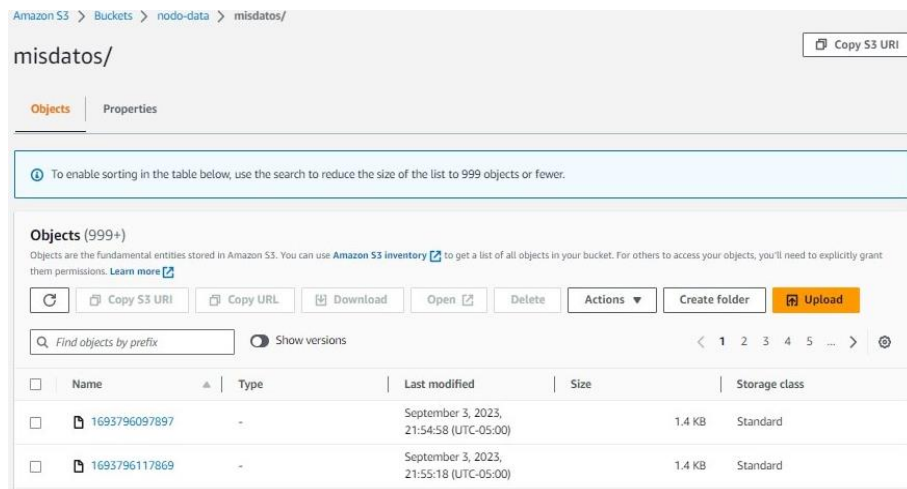 Amazon S3 > Buckets > nodo-data > misdatos/
misdatos/
Copy S3 URI
Objects Properties
To enable sorting in the table below, use the search to reduce the size of the list to 999 objects or fewer.
Objects (999+)
Objects are the fundamental entities stored in Amazon S3. You can use Amazon S3 inventory to get a list of all objects in your bucket. For others to access your objects, you'll need to explicitly grant
them permissions. Learn more
Copy S3 URI Copy URL Download Open Delete Actions Create folder Upload
Find objects by prefix Show versions < 1 2 3 4 5 ... >
Name Type Last modified Size Storage class
1693796097897 - September 3, 2023, 1.4 KB Standard
21:54:58 (UTC-05:00)
1693796117869 - September 3, 2023, 1.4 KB Standard
21:55:18 (UTC-05:00)